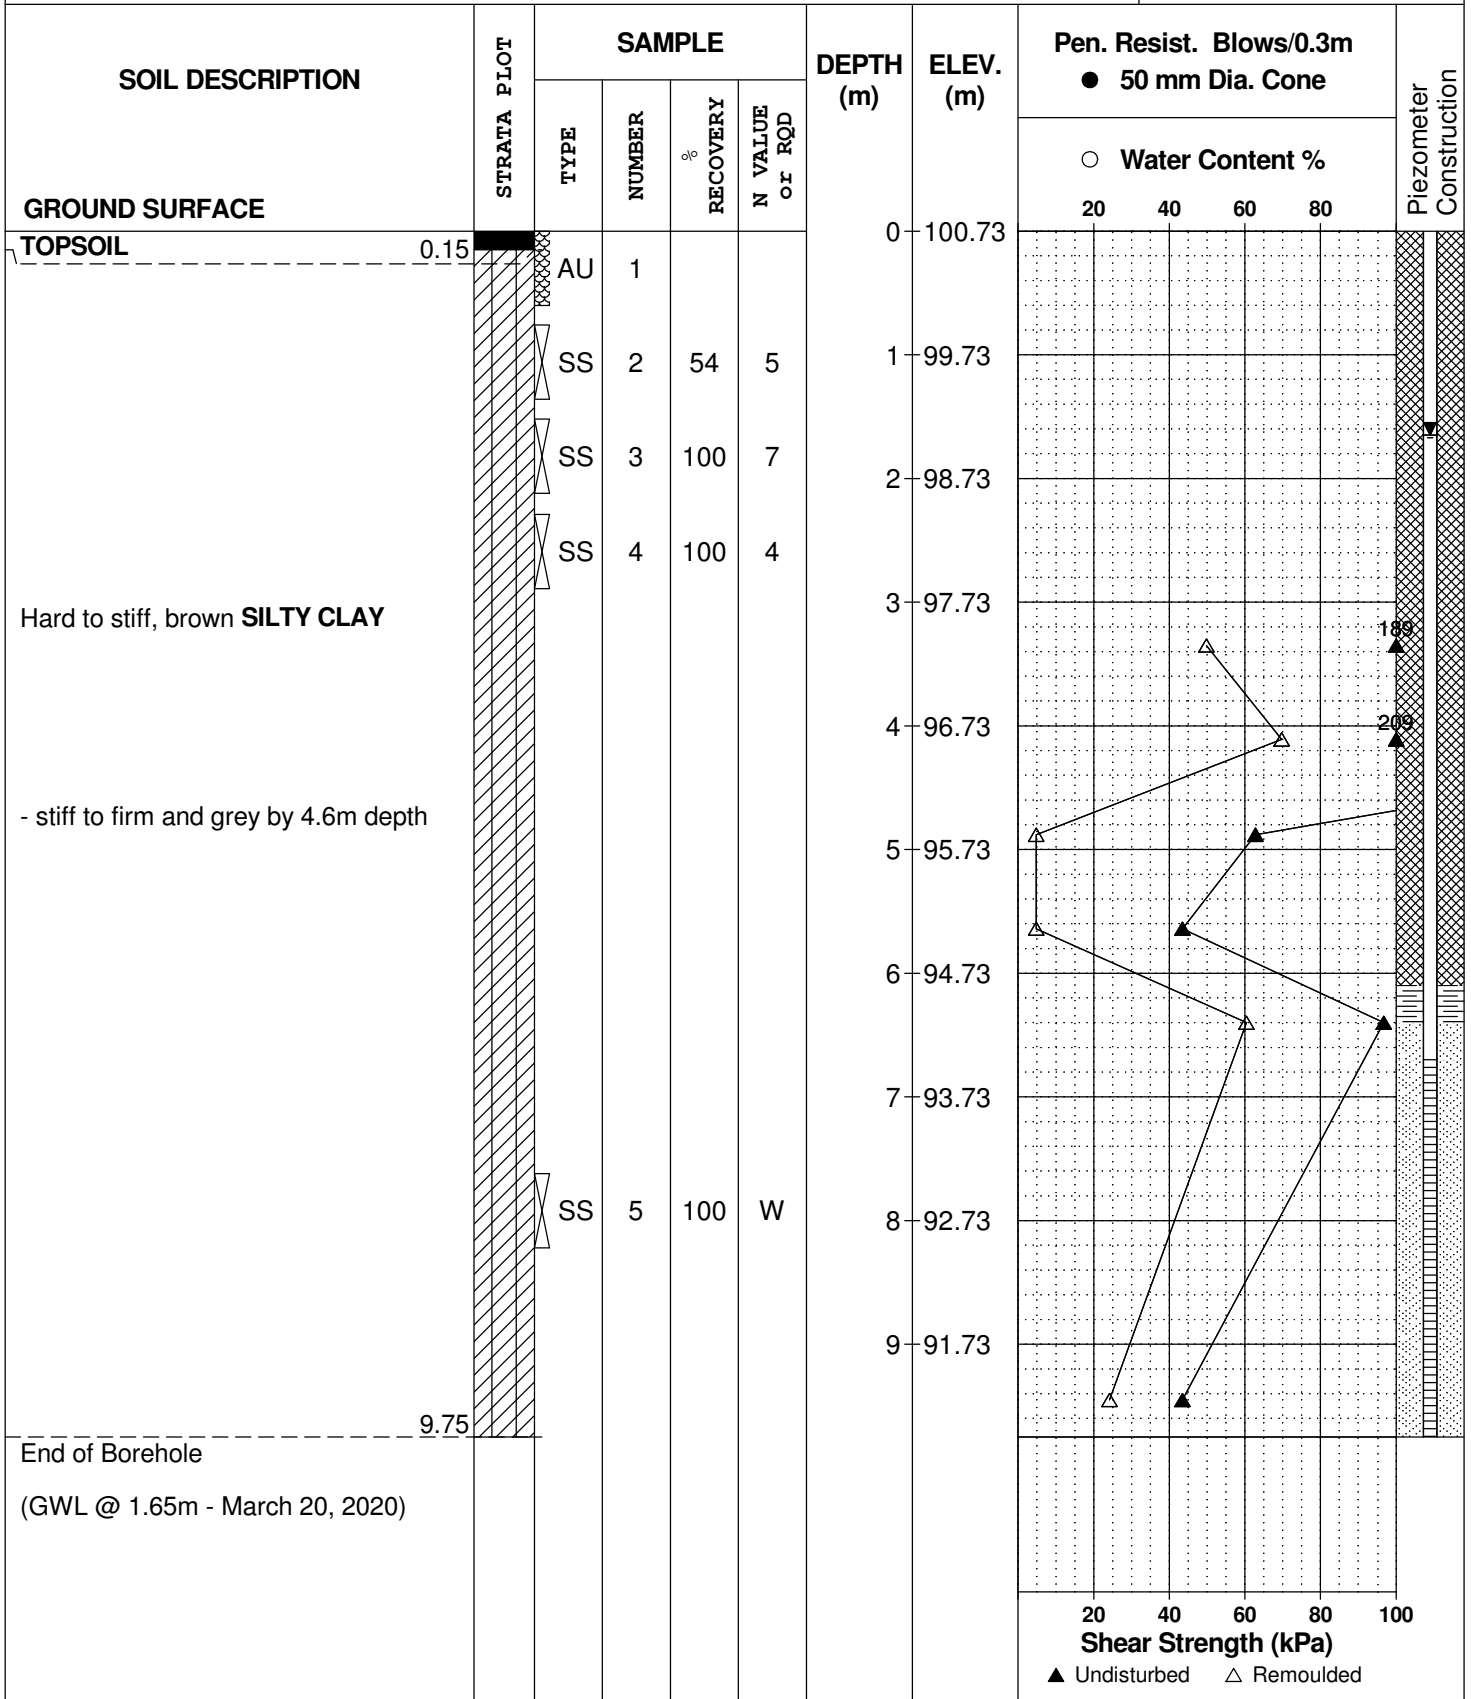 SOIL DESCRIPTION
GROUND SURFACE
STRATA PLOT
SAMPLE
TYPE
NUMBER
% RECOVERY
N VALUE or RQD
DEPTH (m)
ELEV. (m)
Pen. Resist. Blows/0.3m
● 50 mm Dia. Cone
○ Water Content %
20 40 60 80
Piezometer Construction
0 100.73
TOPSOIL 0.15
AU 1
SS 2 54 5
1 99.73
SS 3 100 7
2 98.73
SS 4 100 4
3 97.73
Hard to stiff, brown SILTY CLAY
189
4 96.73
209
- stiff to firm and grey by 4.6m depth
5 95.73
6 94.73
7 93.73
SS 5 100 W
8 92.73
9 91.73
9.75
End of Borehole
(GWL @ 1.65m - March 20, 2020)
20 40 60 80 100
Shear Strength (kPa)
▲ Undisturbed △ Remoulded